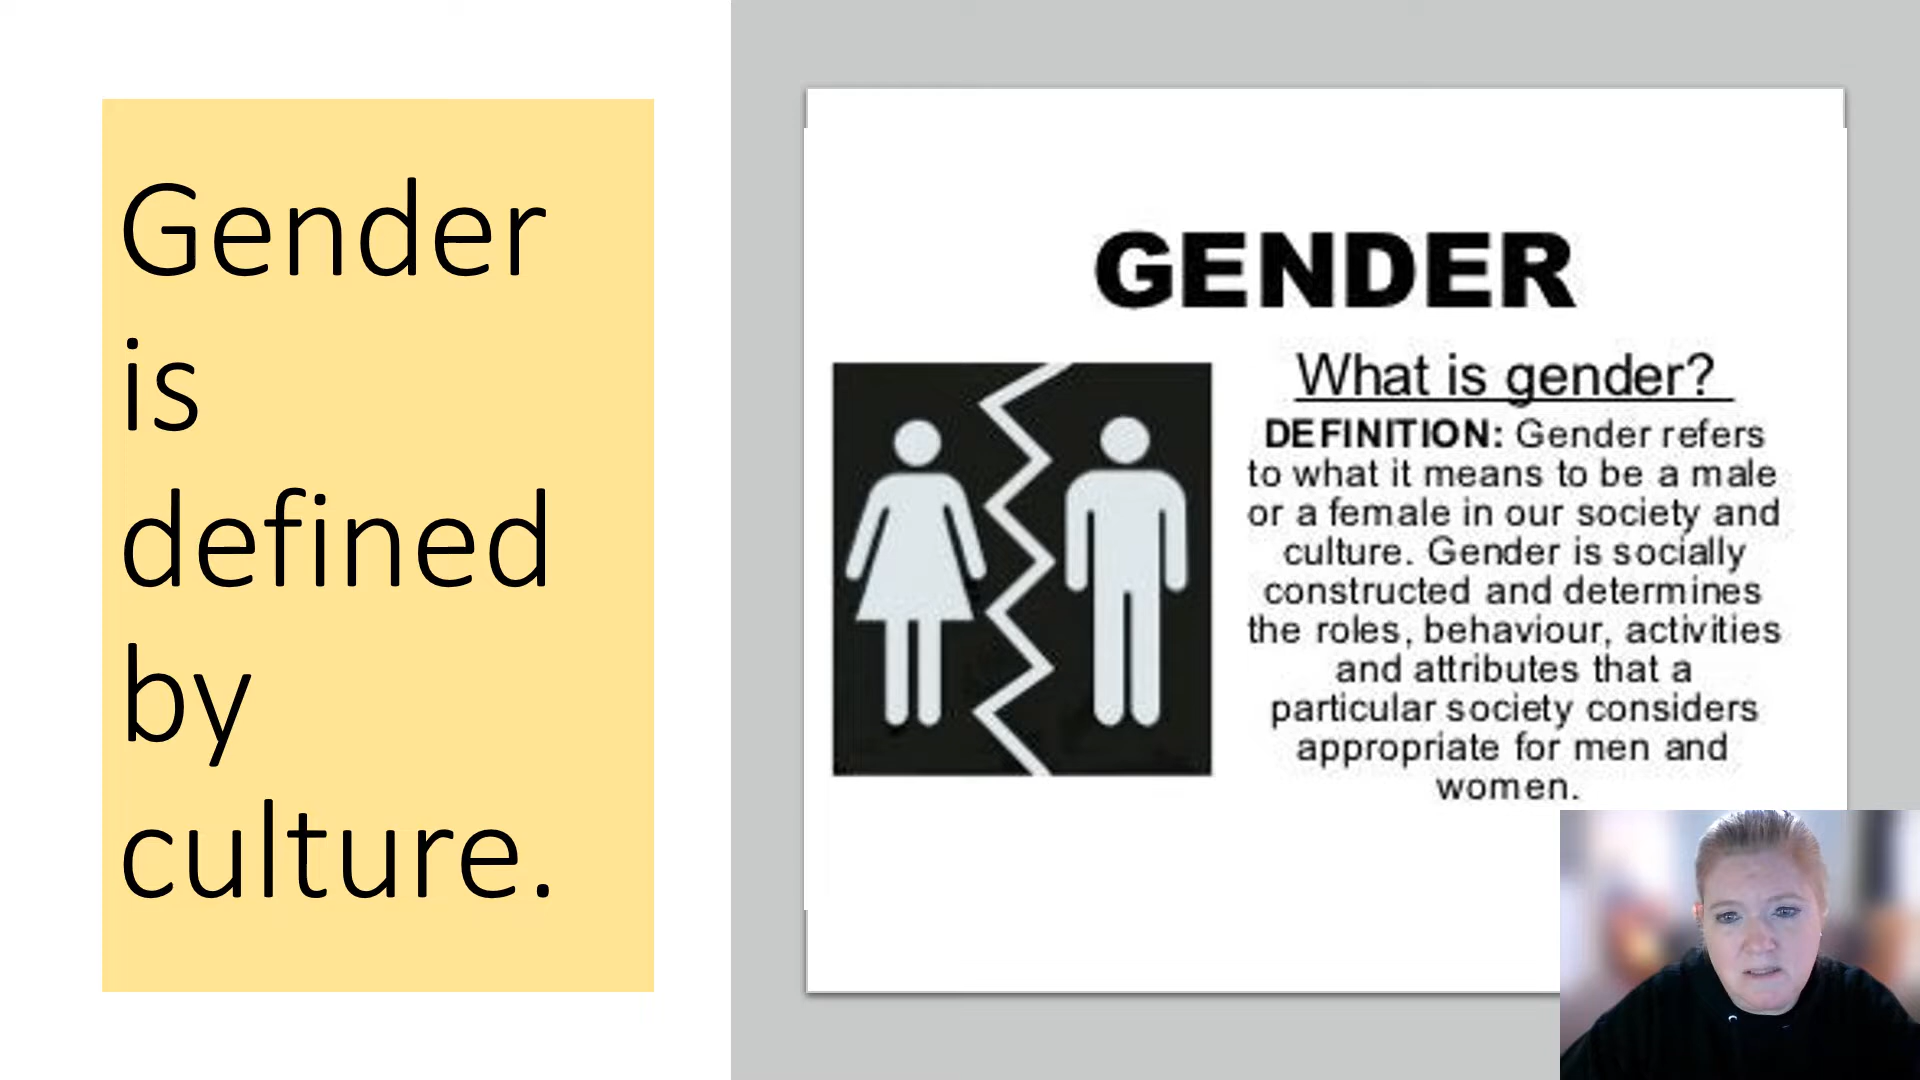 Gender
is
defined
by
culture.
GENDER
What is gender?
DEFINITION: Gender refers
to what it means to be a male
or a female in our society and
culture. Gender is socially
constructed and determines
the roles, behaviour, activities
and attributes that a
particular society considers
appropriate for men and
women.